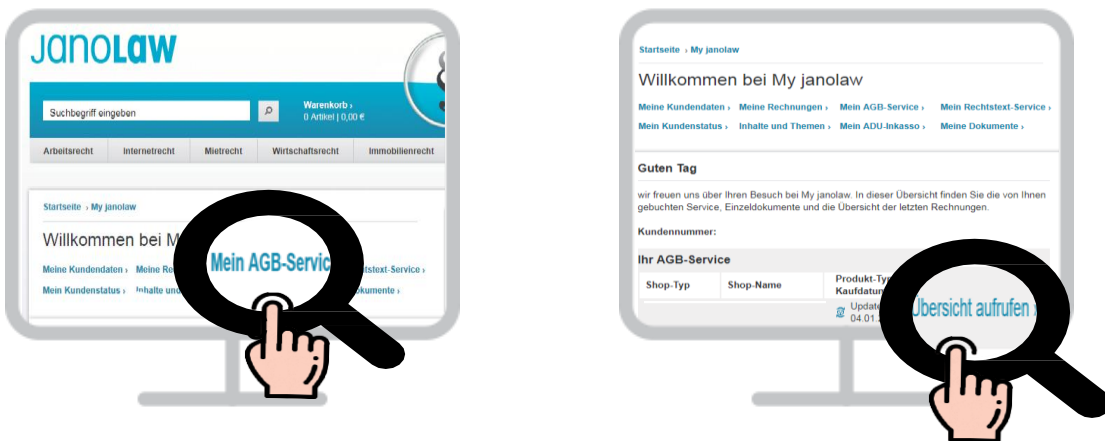 JANOLAW
Suchbegriff eingeben
Warenkorb ›
0 Artikel | 0,00 €
Arbeitsrecht Internetrecht Mietrecht Wirtschaftsrecht Immobilienrecht
Startseite › My janolaw
Willkommen bei M
Meine Kundendaten › Meine Re
Mein AGB-Servic
tstext-Service ›
Mein Kundenstatus › Inhalte und
okumente ›
Startseite › My janolaw
Willkommen bei My janolaw
Meine Kundendaten › Meine Rechnungen › Mein AGB-Service › Mein Rechtstext-Service ›
Mein Kundenstatus › Inhalte und Themen › Mein ADU-Inkasso › Meine Dokumente ›
Guten Tag
wir freuen uns über Ihren Besuch bei My janolaw. In dieser Übersicht finden Sie die von Ihnen
gebuchten Service, Einzeldokumente und die Übersicht der letzten Rechnungen.
Kundennummer:
Ihr AGB-Service
Shop-Typ Shop-Name Produkt-Typ
Kaufdatum
Update
04.01.
Übersicht aufrufen ›